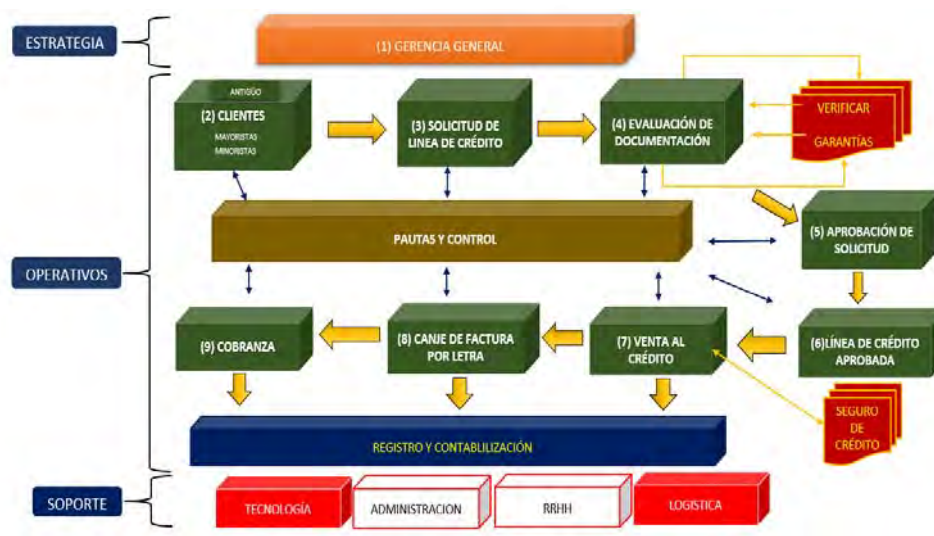 ESTRATEGIA
(1) GERENCIA GENERAL
OPERATIVOS
ANTIGÜO
(2) CLIENTES
MAYORISTAS
MINORISTAS
(3) SOLICITUD DE
LINEA DE CRÉDITO
(4) EVALUACIÓN DE
DOCUMENTACIÓN
VERIFICAR
GARANTÍAS
PAUTAS Y CONTROL
(5) APROBACIÓN DE
SOLICITUD
(9) COBRANZA
(8) CANJE DE FACTURA
POR LETRA
(7) VENTA AL
CRÉDITO
(6)LÍNEA DE CRÉDITO
APROBADA
SEGURO
DE
CRÉDITO
REGISTRO Y CONTABLILIZACIÓN
SOPORTE
TECNOLOGÍA
ADMINISTRACION
RRHH
LOGISTICA